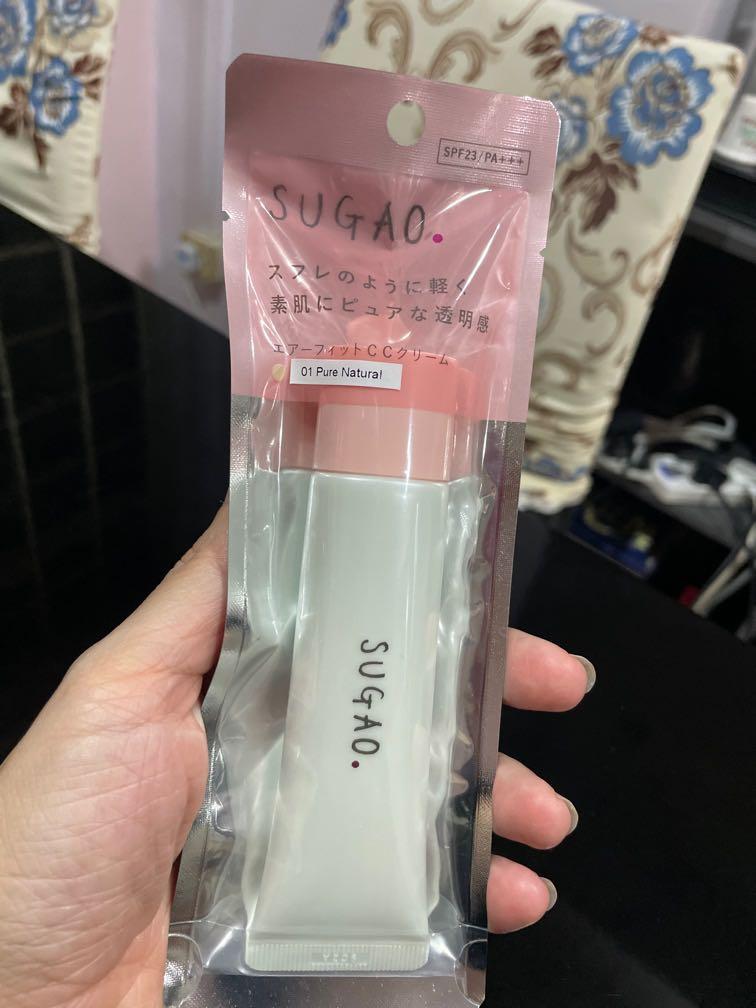 SPF23/PA+++
SUGAO.
スフレのように軽く
素肌にピュアな透明感
エアーフィットCCクリーム
01 Pure Natural
SUGAO.